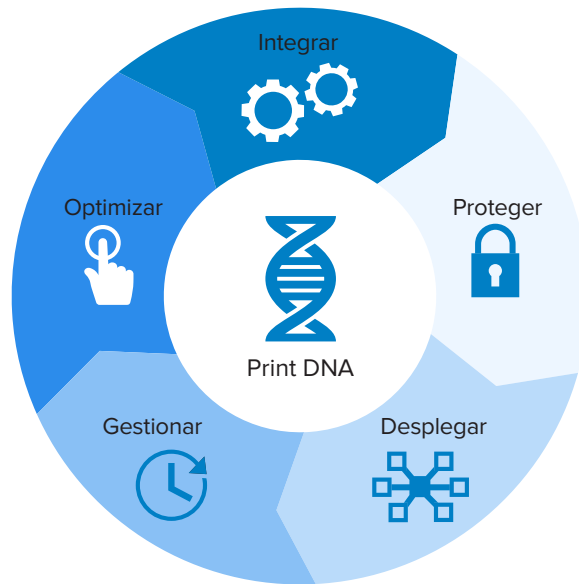 Integrar
Proteger
Desplegar
Gestionar
Optimizar
Print DNA